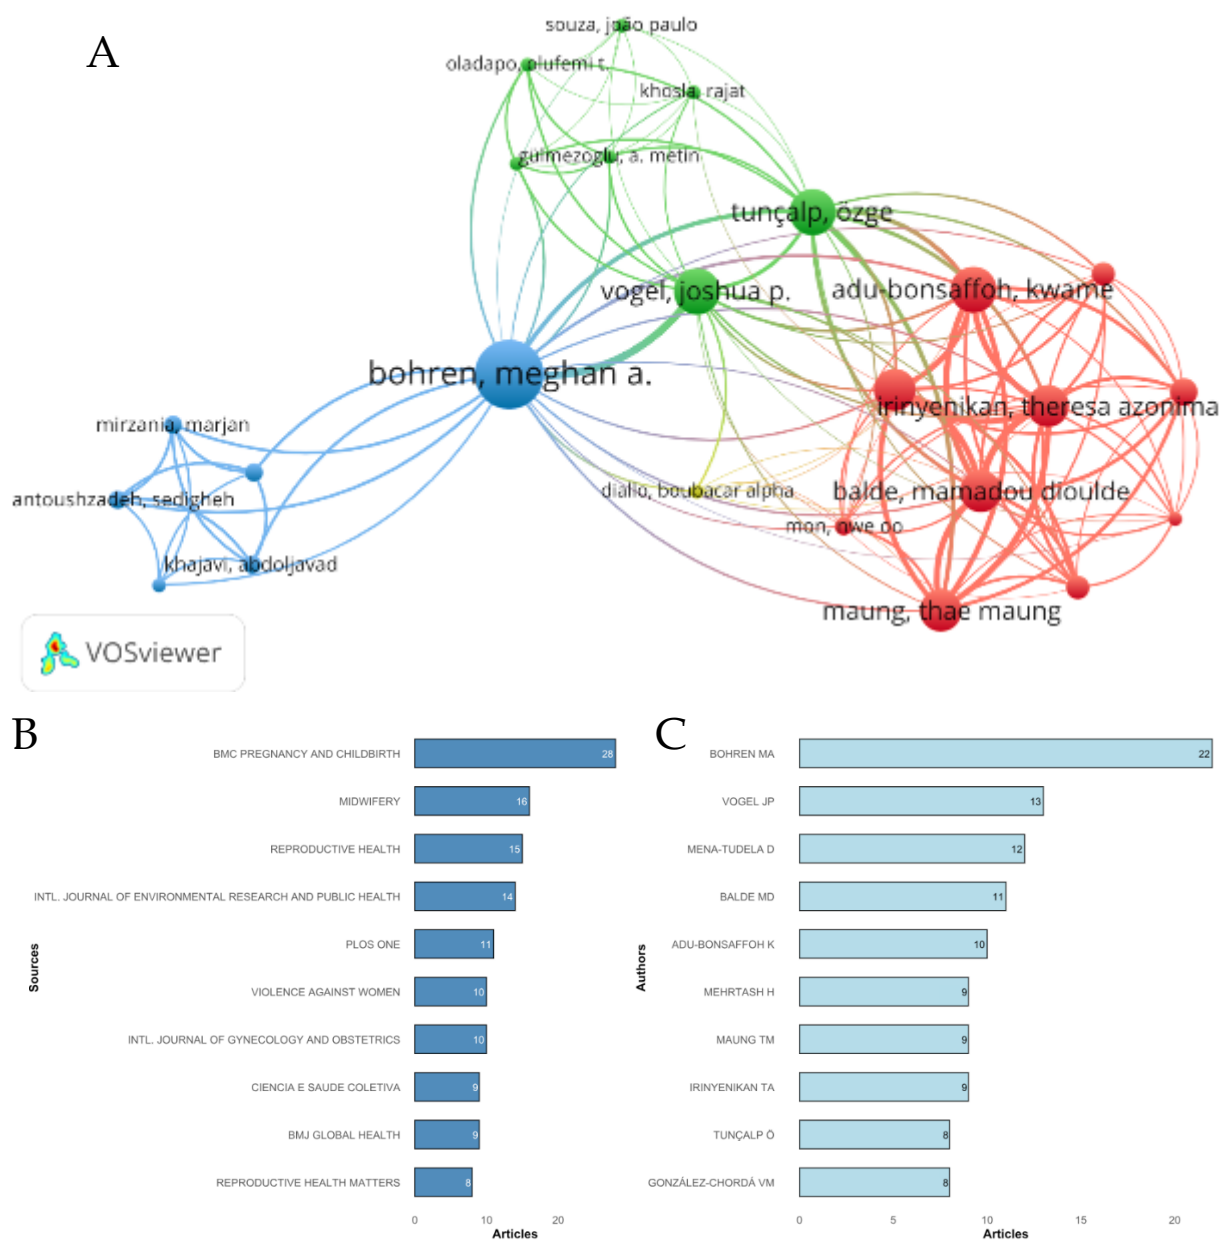 A
souza, joão paulo
oladapo, olufemi t.
khosla, rajat
gülmezoglu, a. metin
tunçalp, özge
vogel, joshua p.
adu-bonsaffoh, kwame
bohren, meghan a.
irinyenikan, theresa azonima
mirzania, marjan
antoushzadeh, sedigheh
diallo, boubacar alpha
balde, mamadou dioulde
mon, nwe oo
khajavi, abdoljavad
maung, thae maung
VOSviewer
B
Sources
BMC PREGNANCY AND CHILDBIRTH 28
MIDWIFERY 16
REPRODUCTIVE HEALTH 15
INTL. JOURNAL OF ENVIRONMENTAL RESEARCH AND PUBLIC HEALTH 14
PLOS ONE 11
VIOLENCE AGAINST WOMEN 10
INTL. JOURNAL OF GYNECOLOGY AND OBSTETRICS 10
CIENCIA E SAUDE COLETIVA 9
BMJ GLOBAL HEALTH 9
REPRODUCTIVE HEALTH MATTERS 8
0 10 20
Articles
C
Authors
BOHREN MA 22
VOGEL JP 13
MENA-TUDELA D 12
BALDE MD 11
ADU-BONSAFFOH K 10
MEHRTASH H 9
MAUNG TM 9
IRINYENIKAN TA 9
TUNÇALP Ö 8
GONZÁLEZ-CHORDÁ VM 8
0 5 10 15 20
Articles